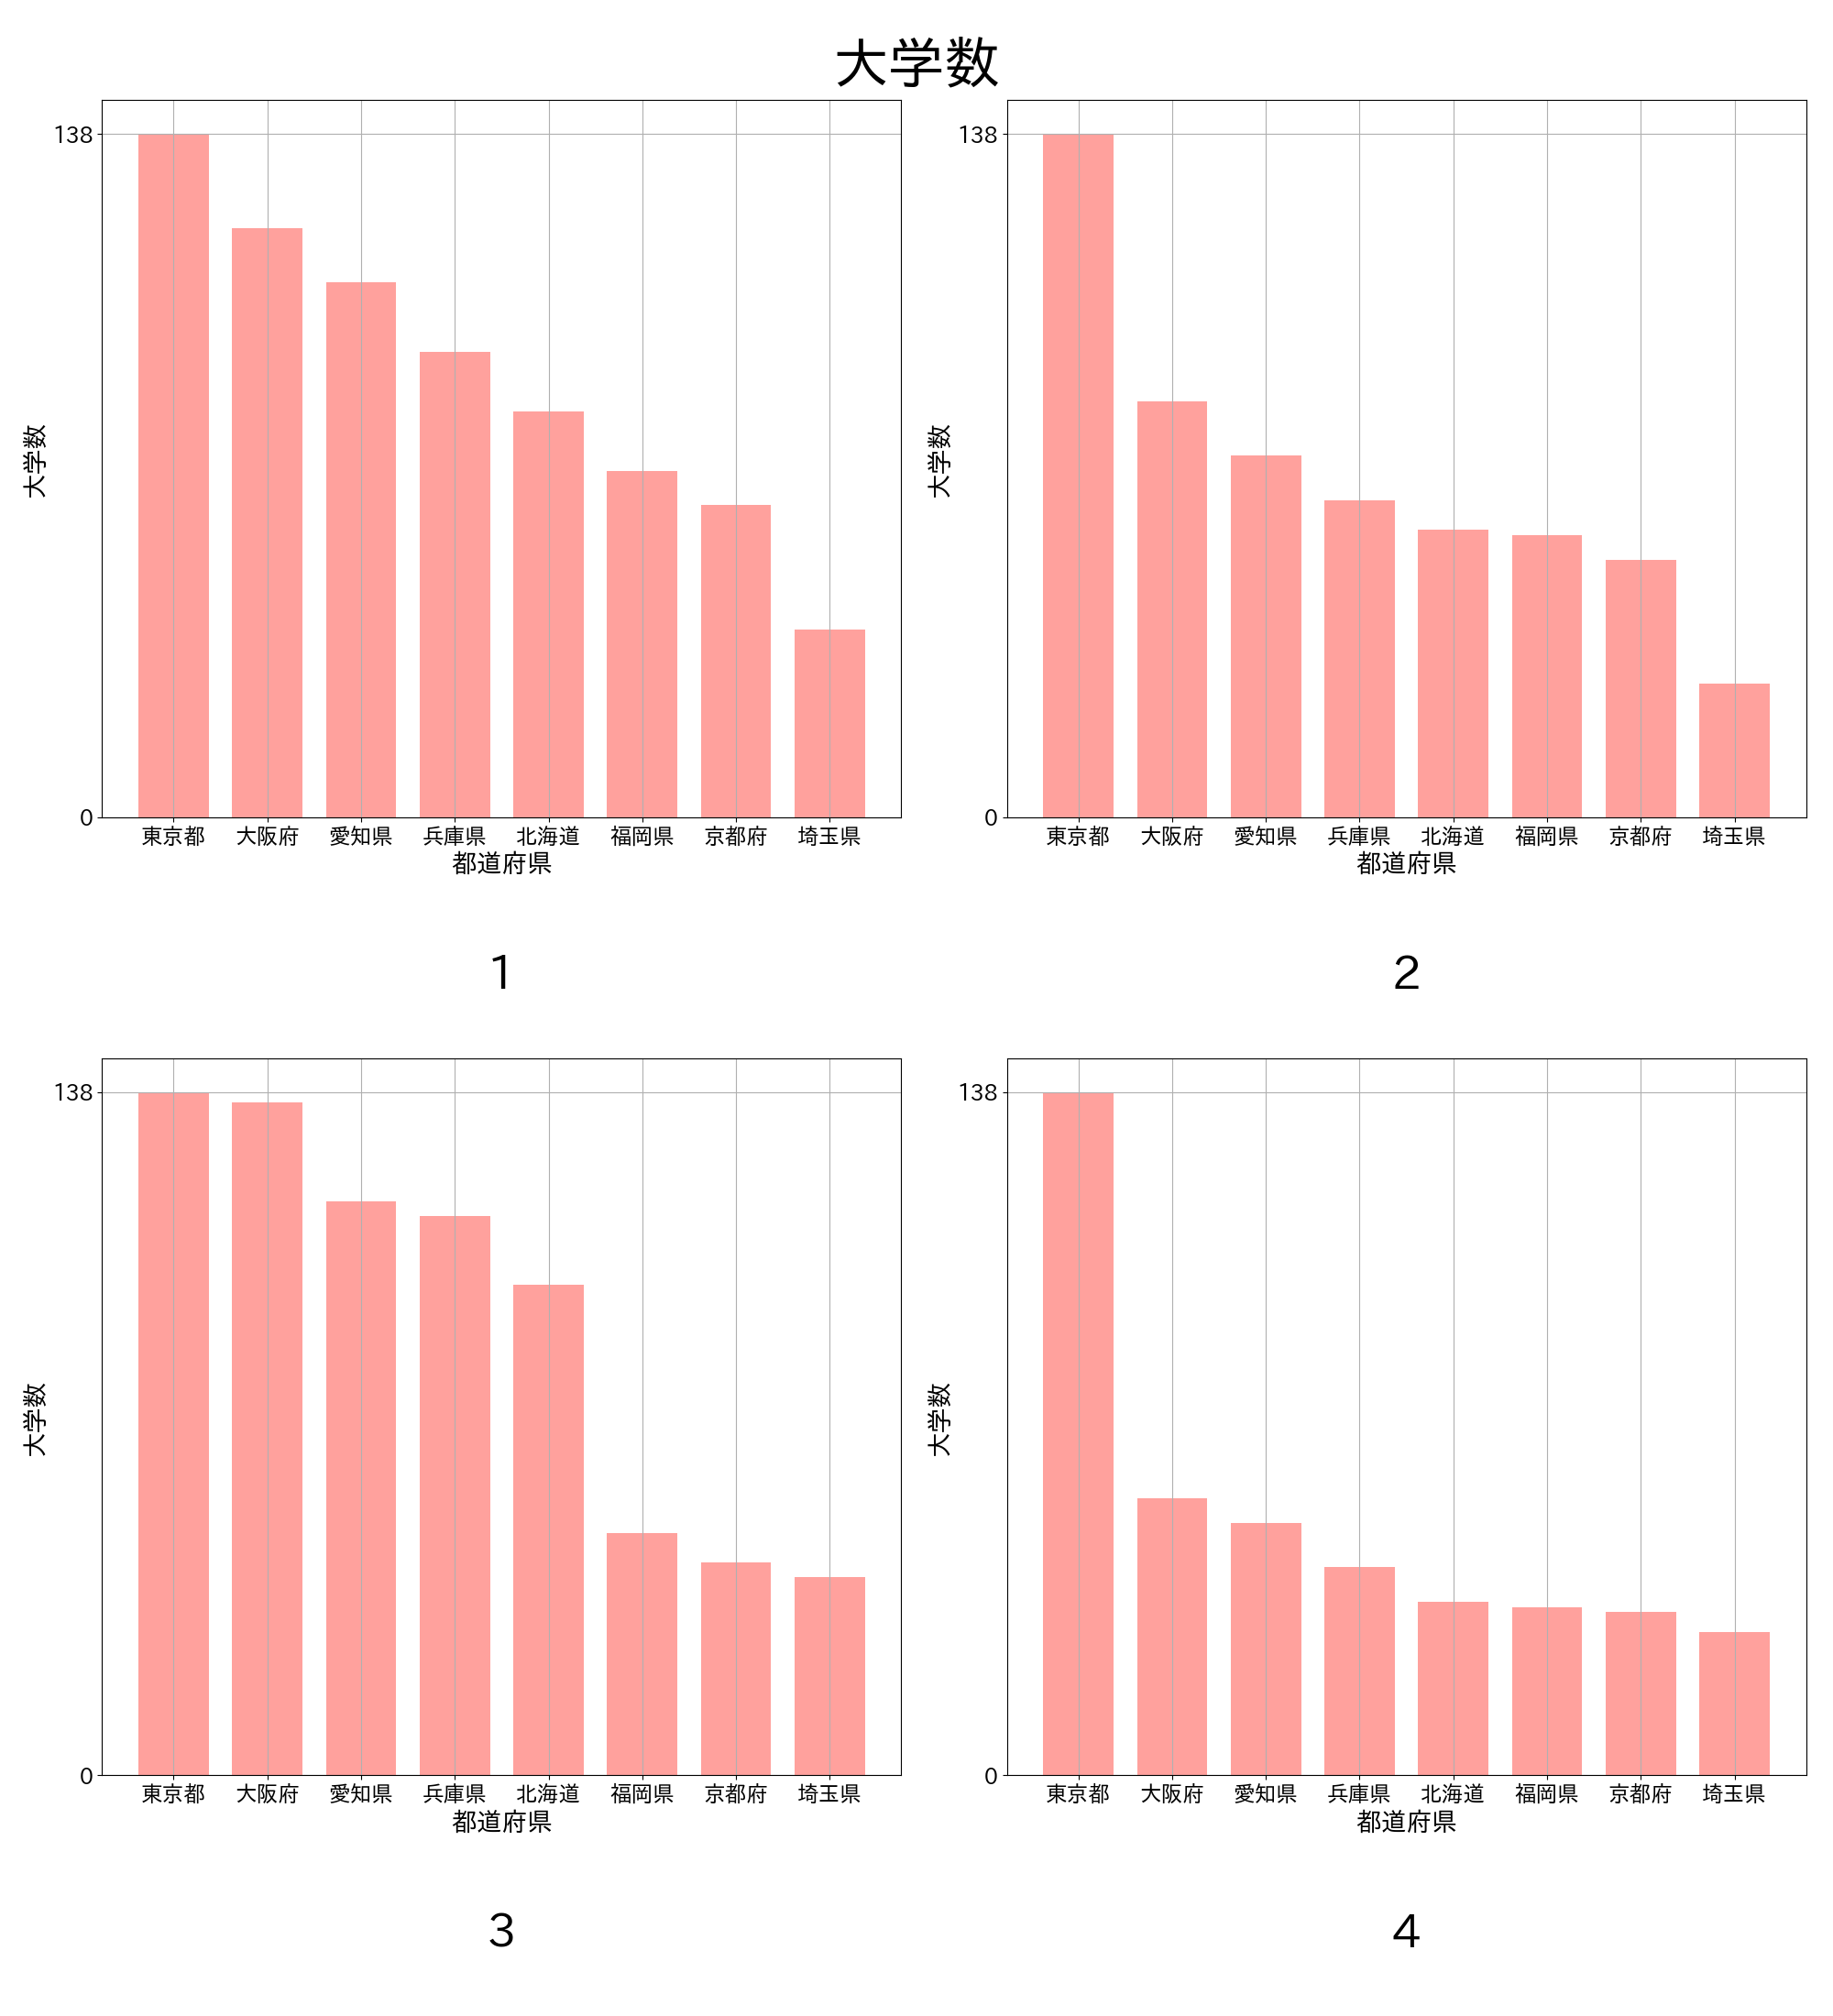 大学数
138
0
大学数
東京都 大阪府 愛知県 兵庫県 北海道 福岡県 京都府 埼玉県
都道府県
1
138
0
大学数
東京都 大阪府 愛知県 兵庫県 北海道 福岡県 京都府 埼玉県
都道府県
2
138
0
大学数
東京都 大阪府 愛知県 兵庫県 北海道 福岡県 京都府 埼玉県
都道府県
3
138
0
大学数
東京都 大阪府 愛知県 兵庫県 北海道 福岡県 京都府 埼玉県
都道府県
4